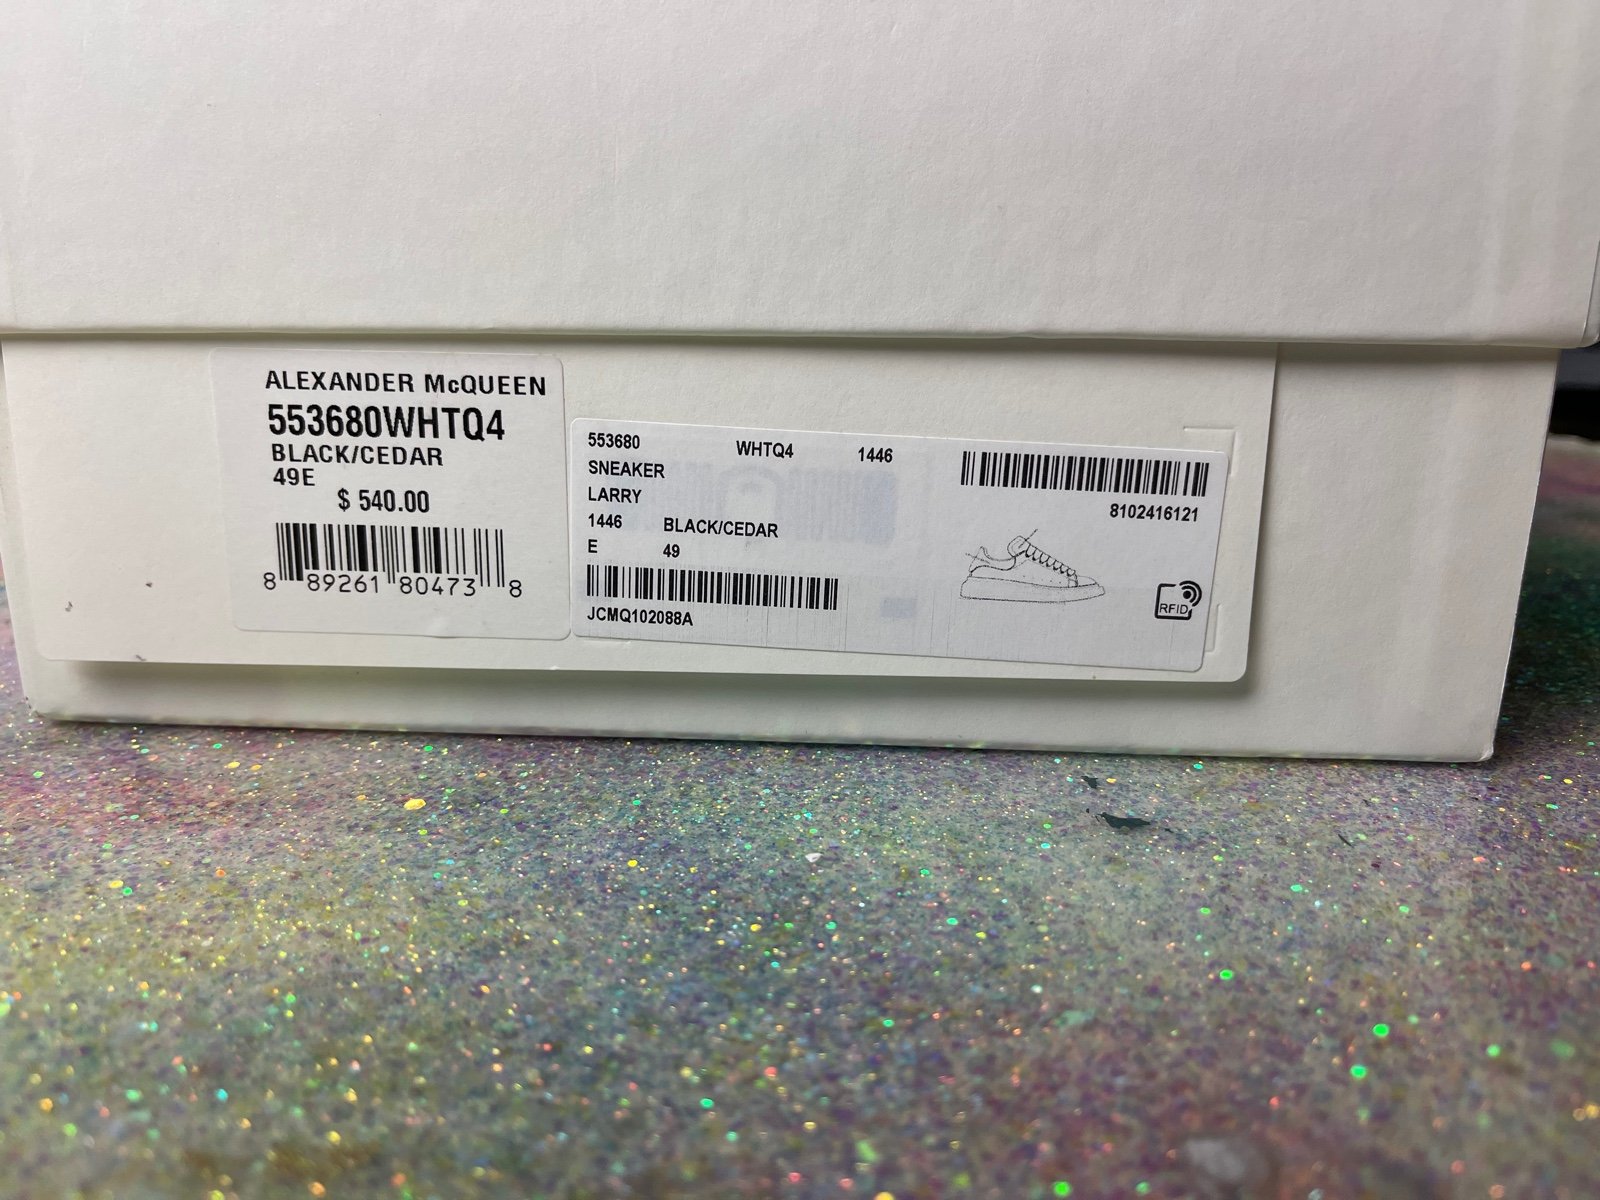 ALEXANDER McQUEEN
553680WHTQ4
BLACK/CEDAR
49E
$ 540.00
8 89261 80473 8
553680 WHTQ4 1446
SNEAKER
LARRY
1446 BLACK/CEDAR
E 49
JCMQ102088A
8102416121
RFID